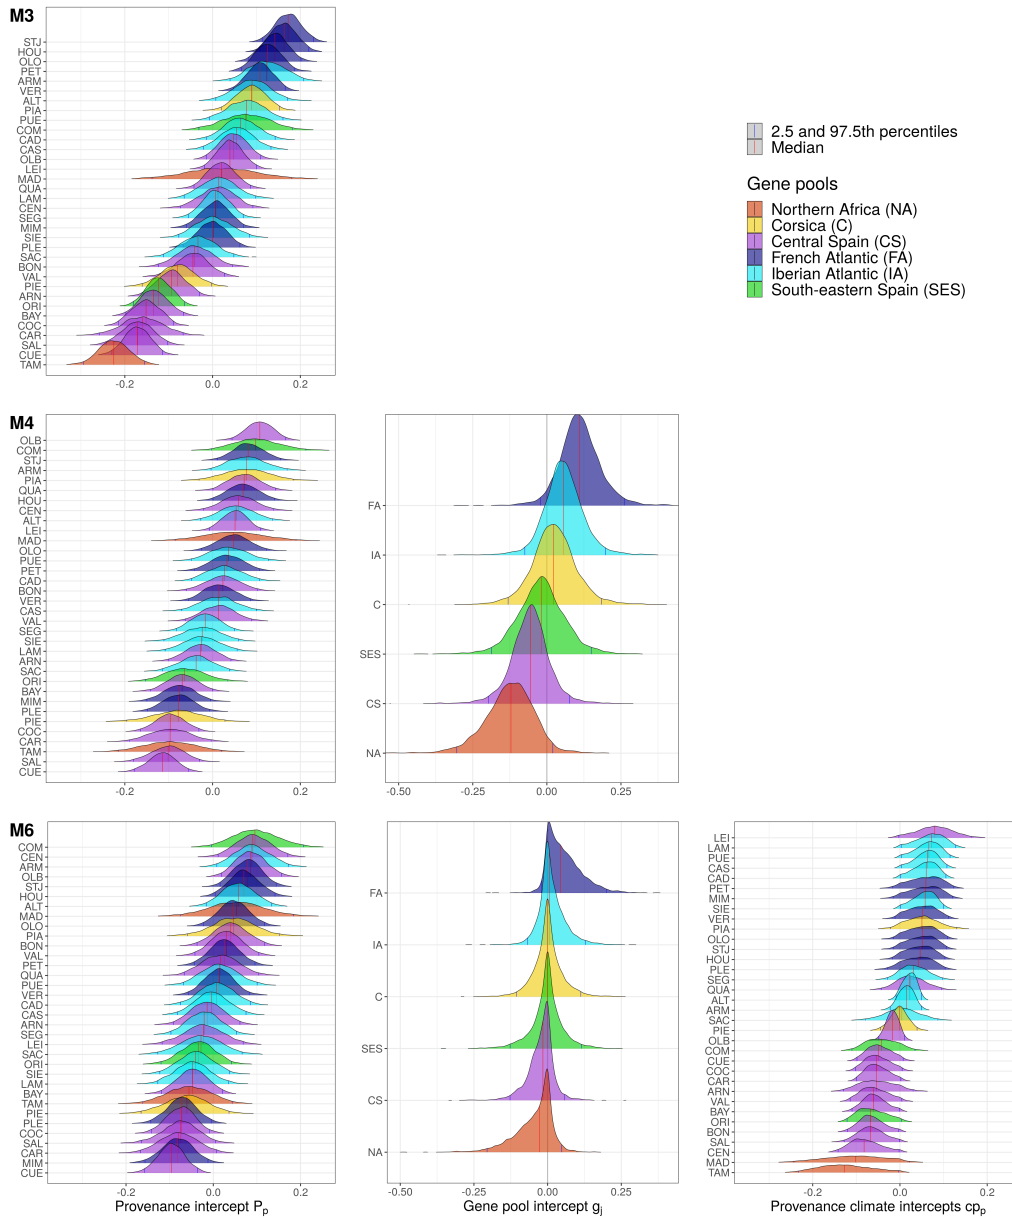 M3
STJ
HOU
OLO
PET
ARM
VER
ALT
PIA
PUE
COM
CAD
CAS
OLB
LEI
MAD
QUA
LAM
CEN
SEG
MIM
SIE
PLE
SAC
BON
VAL
PIE
ARN
ORI
BAY
COC
CAR
SAL
CUE
TAM
-0.2 0.0 0.2
2.5 and 97.5th percentiles
Median
Gene pools
Northern Africa (NA)
Corsica (C)
Central Spain (CS)
French Atlantic (FA)
Iberian Atlantic (IA)
South-eastern Spain (SES)
M4
OLB
COM
STJ
ARM
PIA
QUA
HOU
CEN
ALT
LEI
MAD
OLO
PUE
PET
CAD
BON
VER
CAS
VAL
SEG
SIE
LAM
ARN
SAC
ORI
BAY
MIM
PLE
PIE
COC
CAR
TAM
SAL
CUE
-0.2 0.0 0.2
FA
IA
C
SES
CS
NA
-0.50 -0.25 0.00 0.25
M6
COM
CEN
ARM
OLB
STJ
HOU
ALT
MAD
OLO
PIA
BON
VAL
PET
QUA
PUE
VER
CAD
CAS
ARN
SEG
LEI
SAC
ORI
SIE
LAM
BAY
TAM
PIE
PLE
COC
SAL
CAR
MIM
CUE
-0.2 0.0 0.2
Provenance intercept Pp
FA
IA
C
SES
CS
NA
-0.50 -0.25 0.00 0.25
Gene pool intercept gj
LEI
LAM
PUE
CAS
CAD
PET
MIM
SIE
VER
PIA
OLO
STJ
HOU
PLE
SEG
QUA
ALT
ARM
SAC
PIE
OLB
COM
CUE
COC
CAR
ARN
VAL
BAY
ORI
BON
SAL
CEN
MAD
TAM
-0.2 0.0 0.2
Provenance climate intercepts cpp